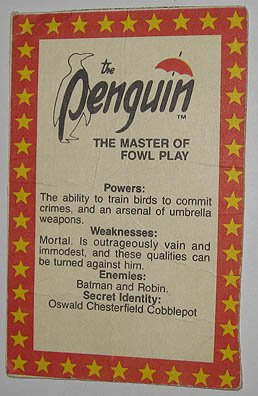 the
Penguin
TM
THE MASTER OF
FOWL PLAY
Powers:
The ability to train birds to commit
crimes, and an arsenal of umbrella
weapons.
Weaknesses:
Mortal. Is outrageously vain and
immodest, and these qualities can
be turned against him.
Enemies:
Batman and Robin.
Secret Identity:
Oswald Chesterfield Cobblepot